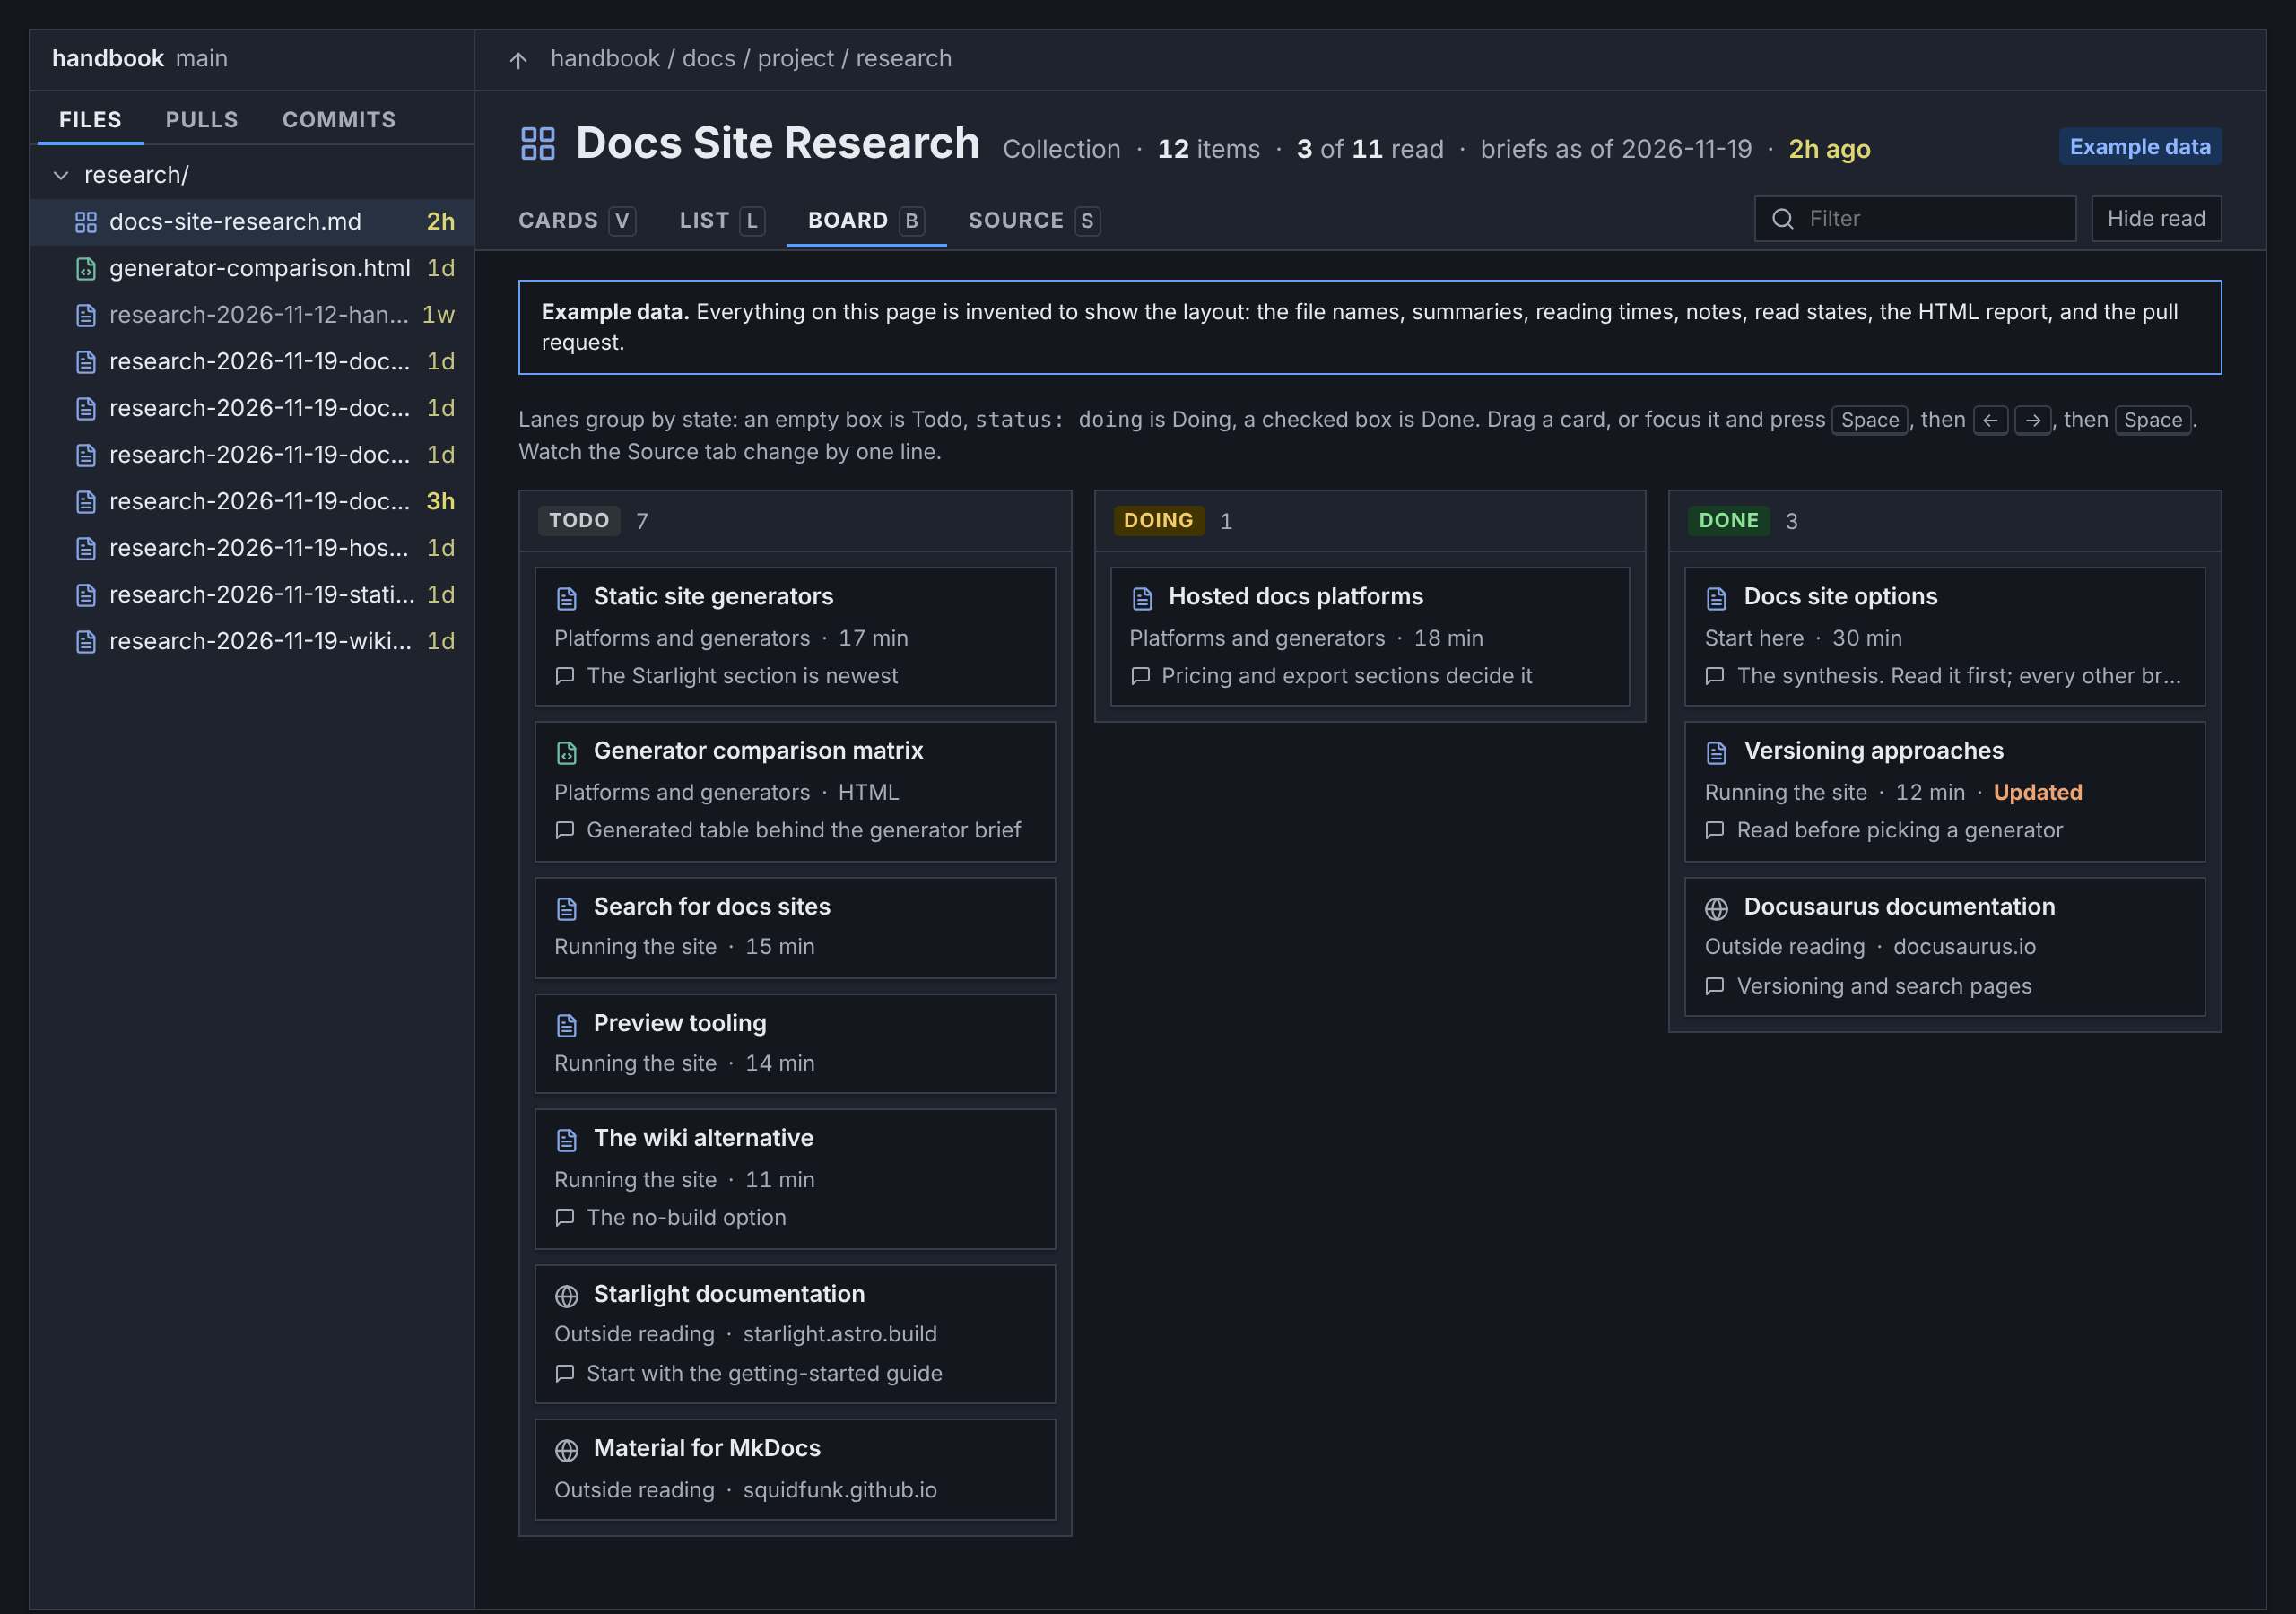 handbook main
FILES PULLS COMMITS
research/
docs-site-research.md 2h
generator-comparison.html 1d
research-2026-11-12-han... 1w
research-2026-11-19-doc... 1d
research-2026-11-19-doc... 1d
research-2026-11-19-doc... 1d
research-2026-11-19-doc... 3h
research-2026-11-19-hos... 1d
research-2026-11-19-stati... 1d
research-2026-11-19-wiki... 1d
↑ handbook / docs / project / research
Docs Site Research Collection · 12 items · 3 of 11 read · briefs as of 2026-11-19 · 2h ago Example data
CARDS V LIST L BOARD B SOURCE S Filter Hide read
Example data. Everything on this page is invented to show the layout: the file names, summaries, reading times, notes, read states, the HTML report, and the pull
request.
Lanes group by state: an empty box is Todo, status: doing is Doing, a checked box is Done. Drag a card, or focus it and press Space, then ← →, then Space.
Watch the Source tab change by one line.
TODO 7
Static site generators
Platforms and generators · 17 min
The Starlight section is newest
Generator comparison matrix
Platforms and generators · HTML
Generated table behind the generator brief
Search for docs sites
Running the site · 15 min
Preview tooling
Running the site · 14 min
The wiki alternative
Running the site · 11 min
The no-build option
Starlight documentation
Outside reading · starlight.astro.build
Start with the getting-started guide
Material for MkDocs
Outside reading · squidfunk.github.io
DOING 1
Hosted docs platforms
Platforms and generators · 18 min
Pricing and export sections decide it
DONE 3
Docs site options
Start here · 30 min
The synthesis. Read it first; every other br...
Versioning approaches
Running the site · 12 min · Updated
Read before picking a generator
Docusaurus documentation
Outside reading · docusaurus.io
Versioning and search pages